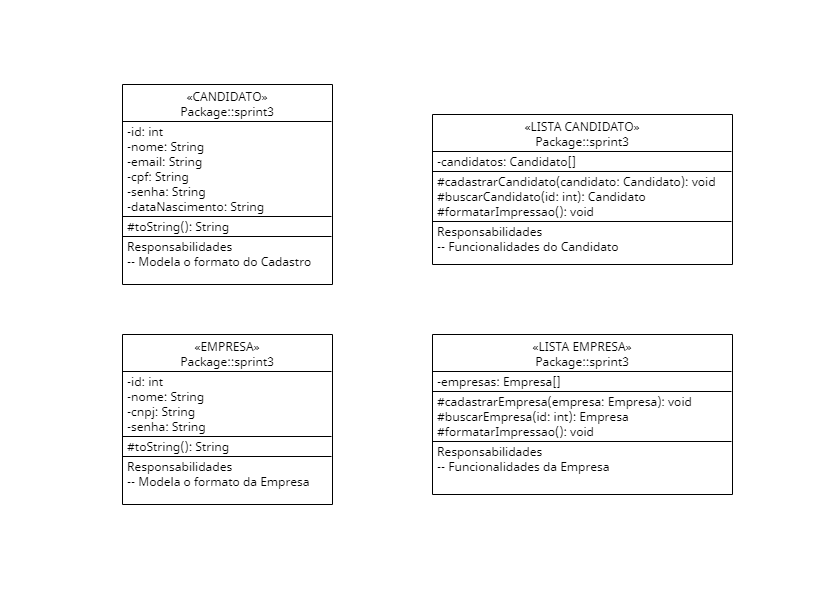 «CANDIDATO»
Package::sprint3
-id: int
-nome: String
-email: String
-cpf: String
-senha: String
-dataNascimento: String
#toString(): String
Responsabilidades
-- Modela o formato do Cadastro
«LISTA CANDIDATO»
Package::sprint3
-candidatos: Candidato[]
#cadastrarCandidato(candidato: Candidato): void
#buscarCandidato(id: int): Candidato
#formatarImpressao(): void
Responsabilidades
-- Funcionalidades do Candidato
«EMPRESA»
Package::sprint3
-id: int
-nome: String
-cnpj: String
-senha: String
#toString(): String
Responsabilidades
-- Modela o formato da Empresa
«LISTA EMPRESA»
Package::sprint3
-empresas: Empresa[]
#cadastrarEmpresa(empresa: Empresa): void
#buscarEmpresa(id: int): Empresa
#formatarImpressao(): void
Responsabilidades
-- Funcionalidades da Empresa